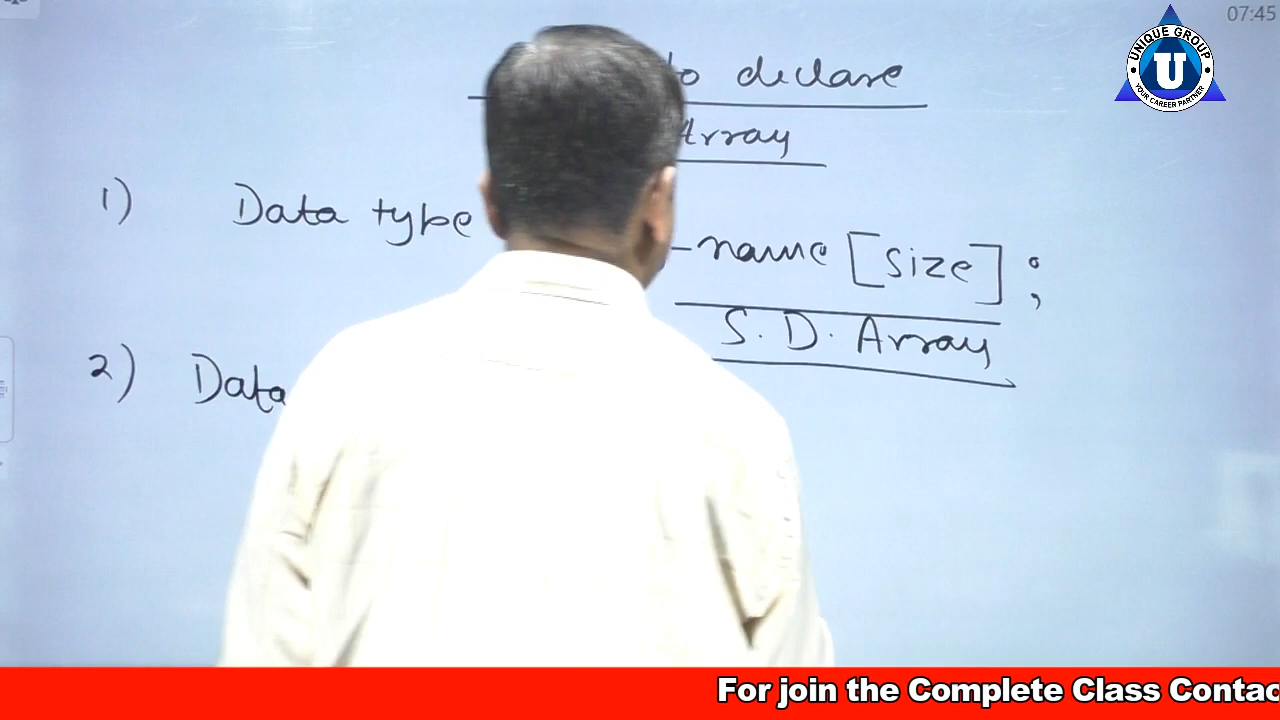 07:45
UNIQUE GROUP
U
YOUR CAREER PARTNER
to declare
Array
1) Data type -name [size] ;
S. D. Array
2) Data
For join the Complete Class Contac